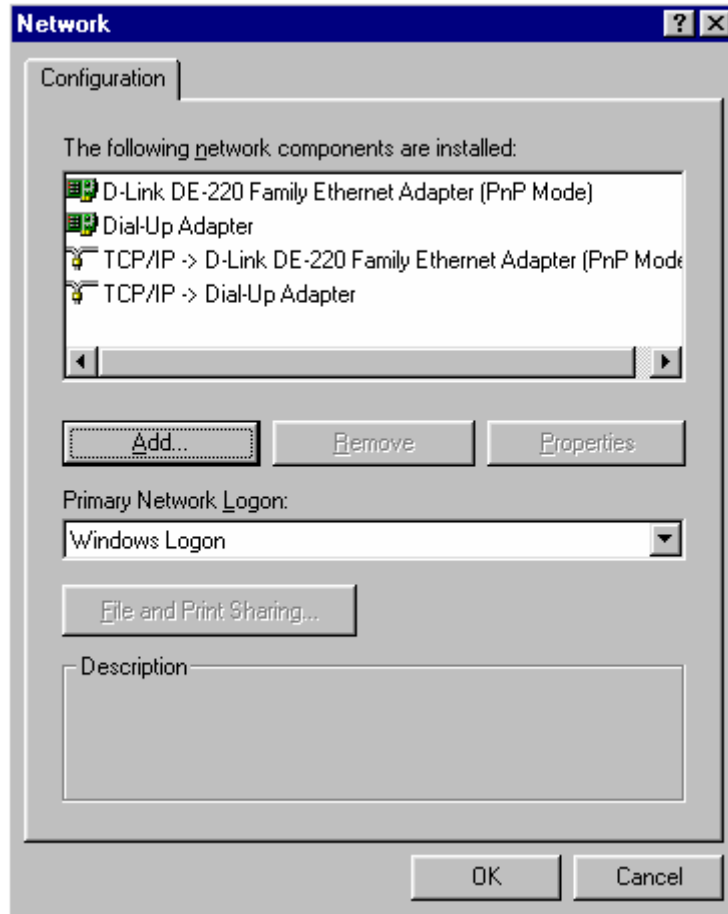 Network
Configuration
The following network components are installed:
D-Link DE-220 Family Ethernet Adapter (PnP Mode)
Dial-Up Adapter
TCP/IP -> D-Link DE-220 Family Ethernet Adapter (PnP Mode
TCP/IP -> Dial-Up Adapter
Add... Remove Properties
Primary Network Logon:
Windows Logon
File and Print Sharing...
Description
OK Cancel